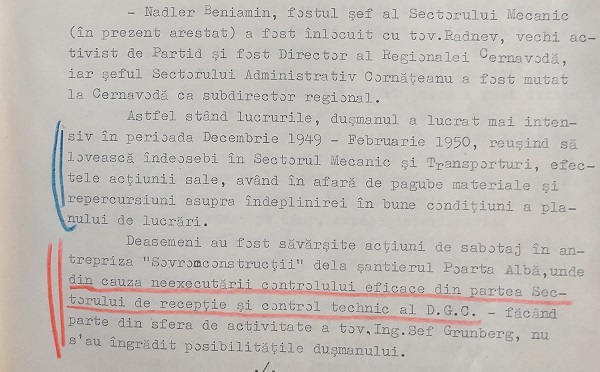 - Nadler Beniamin, fostul şef al Sectorului Mecanic
(în prezent arestat) a fost înlocuit cu tov.Radnev, vechi ac-
tivist de Partid şi fost Director al Regionalei Cernavodă,
iar şeful Sectorului Administrativ Cornăţeanu a fost mutat
la Cernavodă ca subdirector regional.
Astfel stând lucrurile, duşmanul a lucrat mai inten-
siv în perioada Decembrie 1949 - Februarie 1950, reuşind să
lovească îndeosebi în Sectorul Mecanic şi Transporturi, efec-
tele acţiunii sale, având în afară de pagube materiale şi
repercursiuni asupra îndeplinirei în bune condiţiuni a pla-
nului de lucrări.
Deasemeni au fost săvârşite acţiuni de sabotaj în an-
trepriza "Sovromconstrucţii" dela şantierul Poarta Albă,unde
din cauza neexecutării controlului eficace din partea Sec-
torului de recepţie şi control technic al D.G.C. - făcând
parte din sfera de activitate a tov.Ing.Sef Grunberg, nu
s'au îngrădit posibilităţile duşmanului.
./.